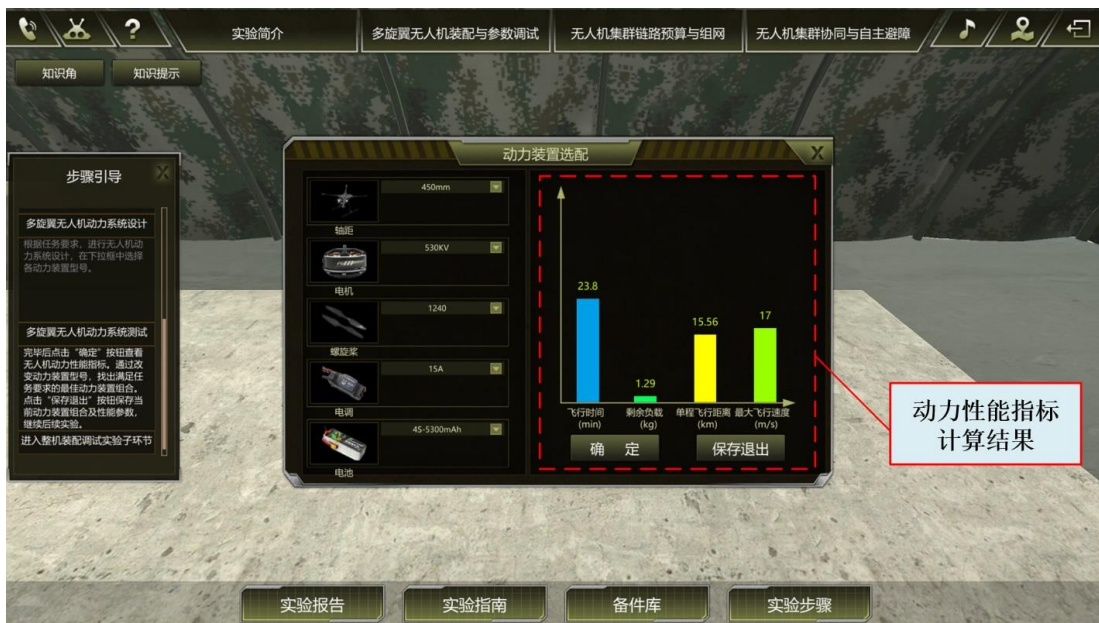 ?
实验简介
多旋翼无人机装配与参数调试
无人机集群链路预算与组网
无人机集群协同与自主避障
知识角
知识提示
步骤引导
X
多旋翼无人机动力系统设计
根据任务要求，进行无人机动
力系统设计，在下拉框中选择
各动力装置型号。
多旋翼无人机动力系统测试
完毕后点击“确定”按钮查看
无人机动力性能指标。通过改
变动力装置型号，找出满足任
务要求的最佳动力装置组合。
点击“保存退出”按钮保存当
前动力装置组合及性能参数，
继续后续实验。
进入整机装配调试实验子环节
动力装置选配
X
450mm
轴距
530KV
电机
1240
螺旋桨
15A
电调
4S-5300mAh
电池
23.8
1.29
15.56
17
飞行时间
(min)
剩余负载
(kg)
单程飞行距离
(km)
最大飞行速度
(m/s)
确 定
保存退出
动力性能指标
计算结果
实验报告
实验指南
备件库
实验步骤